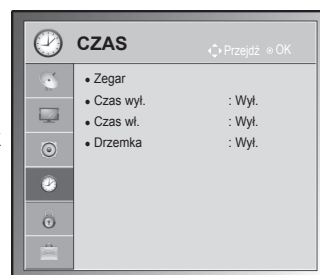 CZAS
Przejdź OK
• Zegar
• Czas wył. : Wył.
• Czas wł. : Wył.
• Drzemka : Wył.